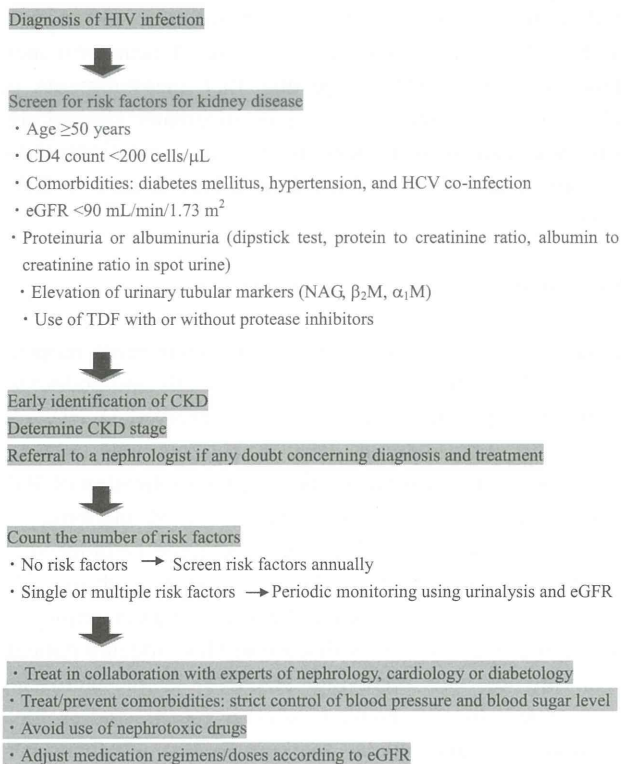 Diagnosis of HIV infection
Screen for risk factors for kidney disease
・Age ≥50 years
・CD4 count <200 cells/μL
・Comorbidities: diabetes mellitus, hypertension, and HCV co-infection
・eGFR <90 mL/min/1.73 m²
・Proteinuria or albuminuria (dipstick test, protein to creatinine ratio, albumin to
creatinine ratio in spot urine)
・Elevation of urinary tubular markers (NAG, β₂M, α₁M)
・Use of TDF with or without protease inhibitors
Early identification of CKD
Determine CKD stage
Referral to a nephrologist if any doubt concerning diagnosis and treatment
Count the number of risk factors
・No risk factors → Screen risk factors annually
・Single or multiple risk factors → Periodic monitoring using urinalysis and eGFR
・Treat in collaboration with experts of nephrology, cardiology or diabetology
・Treat/prevent comorbidities: strict control of blood pressure and blood sugar level
・Avoid use of nephrotoxic drugs
・Adjust medication regimens/doses according to eGFR